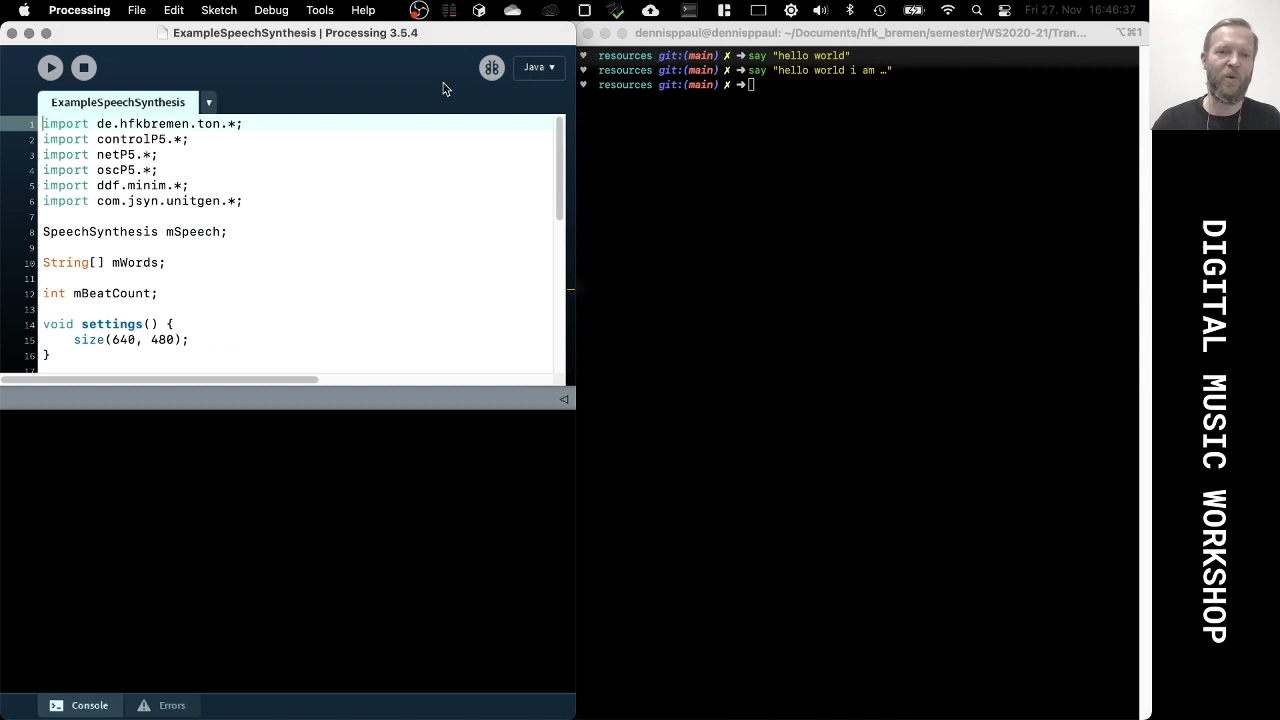 Processing File Edit Sketch Debug Tools Help Fri 27. Nov 16:46:37
ExampleSpeechSynthesis | Processing 3.5.4
Java
ExampleSpeechSynthesis
1 import de.hfkbremen.ton.*;
2 import controlP5.*;
3 import netP5.*;
4 import oscP5.*;
5 import ddf.minim.*;
6 import com.jsyn.unitgen.*;
7
8 SpeechSynthesis mSpeech;
9
10 String[] mWords;
11
12 int mBeatCount;
13
14 void settings() {
15 size(640, 480);
16 }
17
Console Errors
dennisppaul@dennisppaul: ~/Documents/hfk_bremen/semester/WS2020-21/Tran... ⌥⌘1
♥ resources git:(main) ✗ ➜ say "hello world"
♥ resources git:(main) ✗ ➜ say "hello world i am …"
♥ resources git:(main) ✗ ➜
DIGITAL MUSIC WORKSHOP